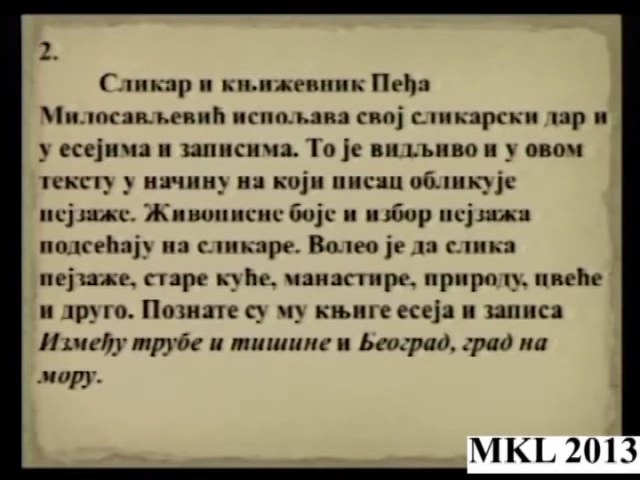 2.
Сликар и књижевник Пеђа
Милосављевић испољава свој сликарски дар и
у есејима и записима. То је видљиво и у овом
тексту у начину на који писац обликује
пејзаже. Живописне боје и избор пејзажа
подсећају на сликаре. Волео је да слика
пејзаже, старе куће, манастире, природу, цвеће
и друго. Познате су му књиге есеја и записа
Између трубе и тишине и Београд, град на
мору.
MKL 2013